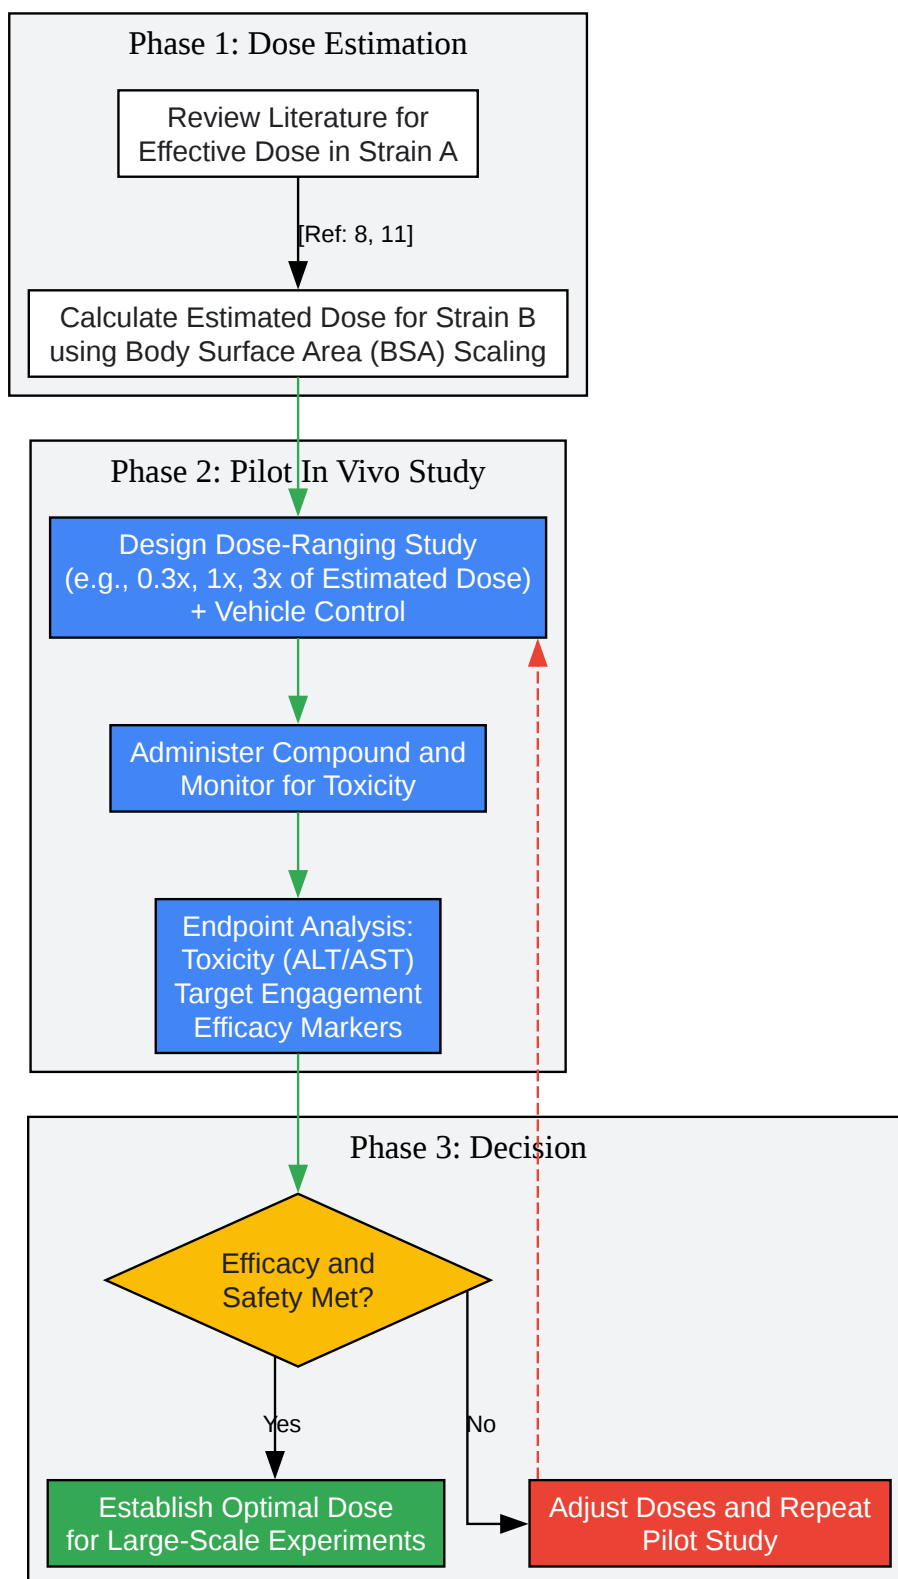 Phase 1: Dose Estimation
Review Literature for
Effective Dose in Strain A
[Ref: 8, 11]
Calculate Estimated Dose for Strain B
using Body Surface Area (BSA) Scaling
Phase 2: Pilot In Vivo Study
Design Dose-Ranging Study
(e.g., 0.3x, 1x, 3x of Estimated Dose)
+ Vehicle Control
Administer Compound and
Monitor for Toxicity
Endpoint Analysis:
Toxicity (ALT/AST)
Target Engagement
Efficacy Markers
Phase 3: Decision
Efficacy and
Safety Met?
Yes
No
Establish Optimal Dose
for Large-Scale Experiments
Adjust Doses and Repeat
Pilot Study